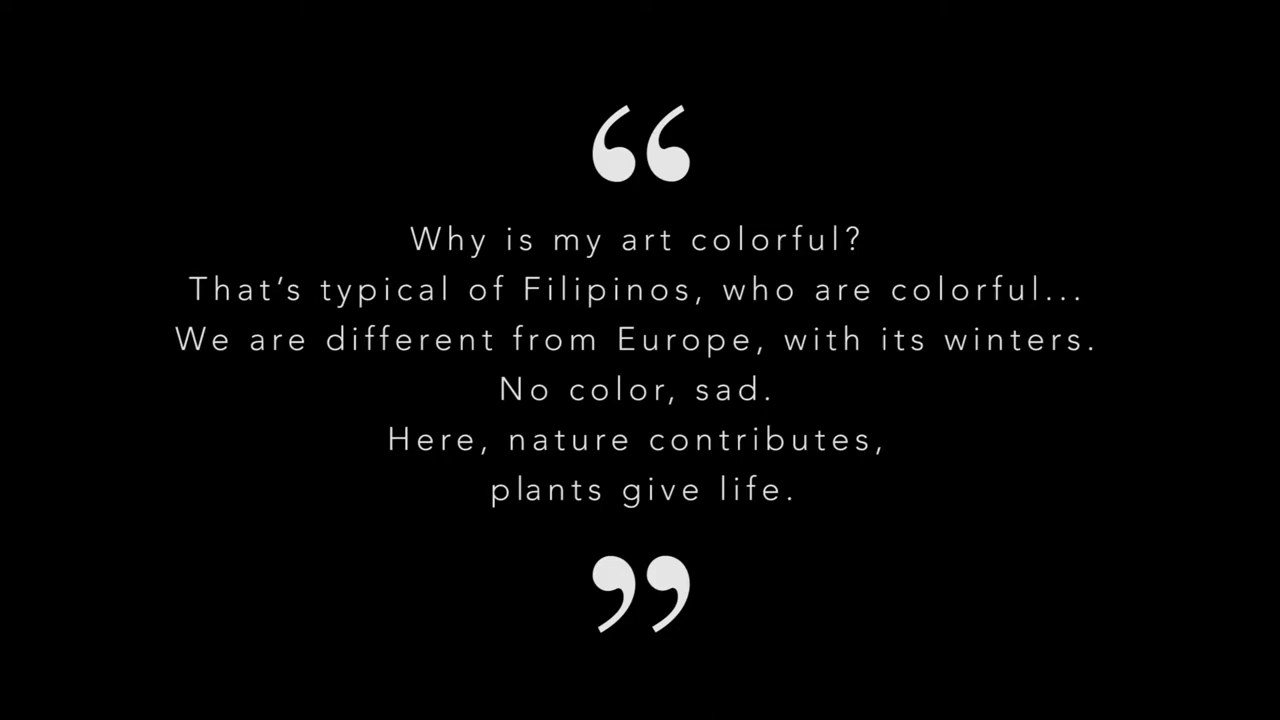 “
Why is my art colorful?
That’s typical of Filipinos, who are colorful...
We are different from Europe, with its winters.
No color, sad.
Here, nature contributes,
plants give life.
”